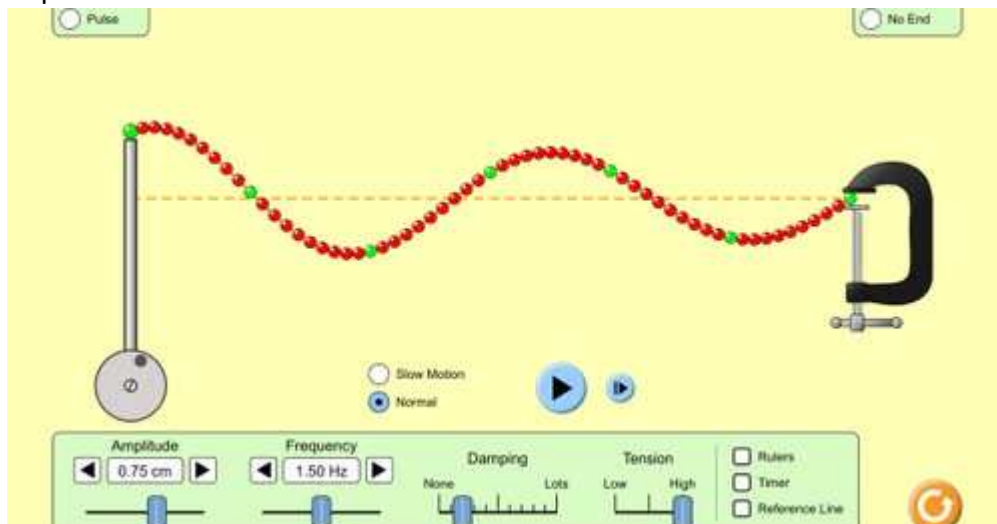 Pulse
No End
Slow Motion
Normal
Amplitude
0.75 cm
Frequency
1.50 Hz
Damping
None
Lots
Tension
Low
High
Rulers
Timer
Reference Line